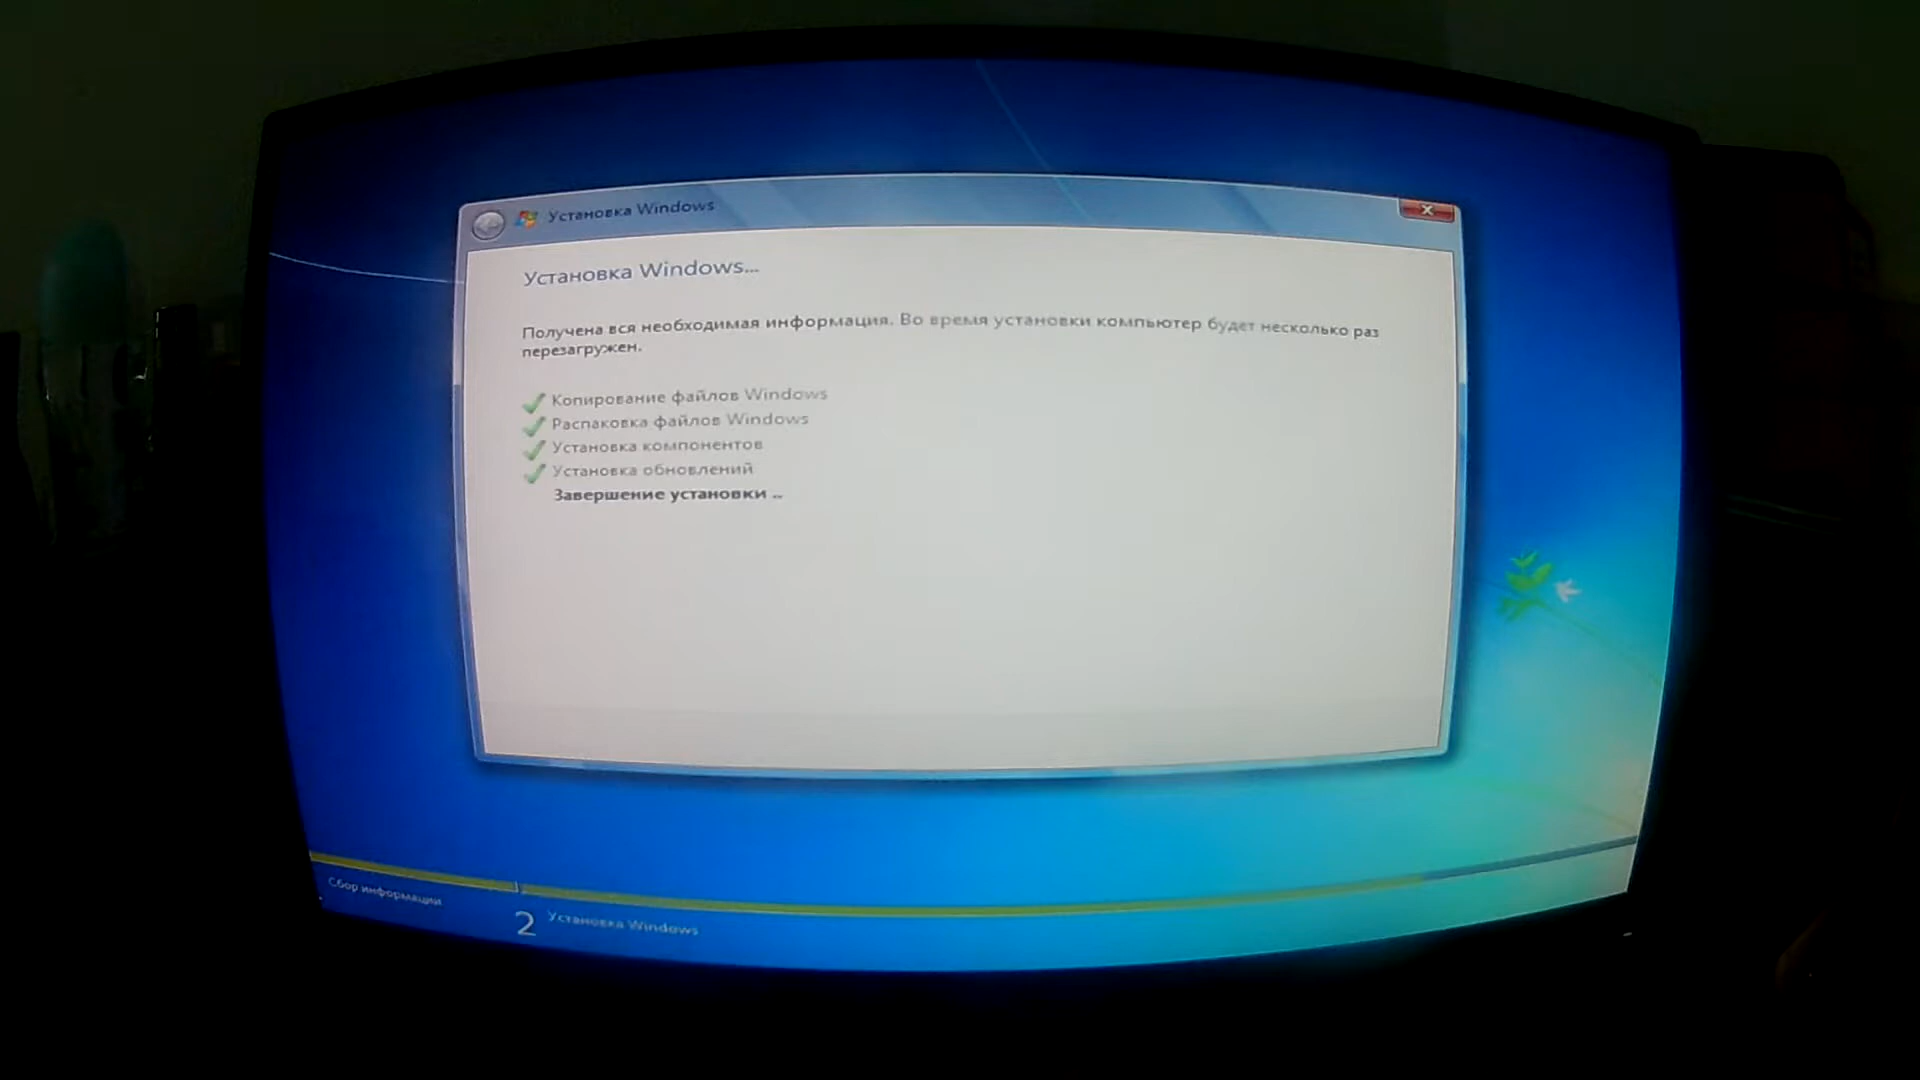 Установка Windows
Установка Windows...
Получена вся необходимая информация. Во время установки компьютер будет несколько раз
перезагружен.
Копирование файлов Windows
Распаковка файлов Windows
Установка компонентов
Установка обновлений
Завершение установки ..
Сбор информации
2 Установка Windows